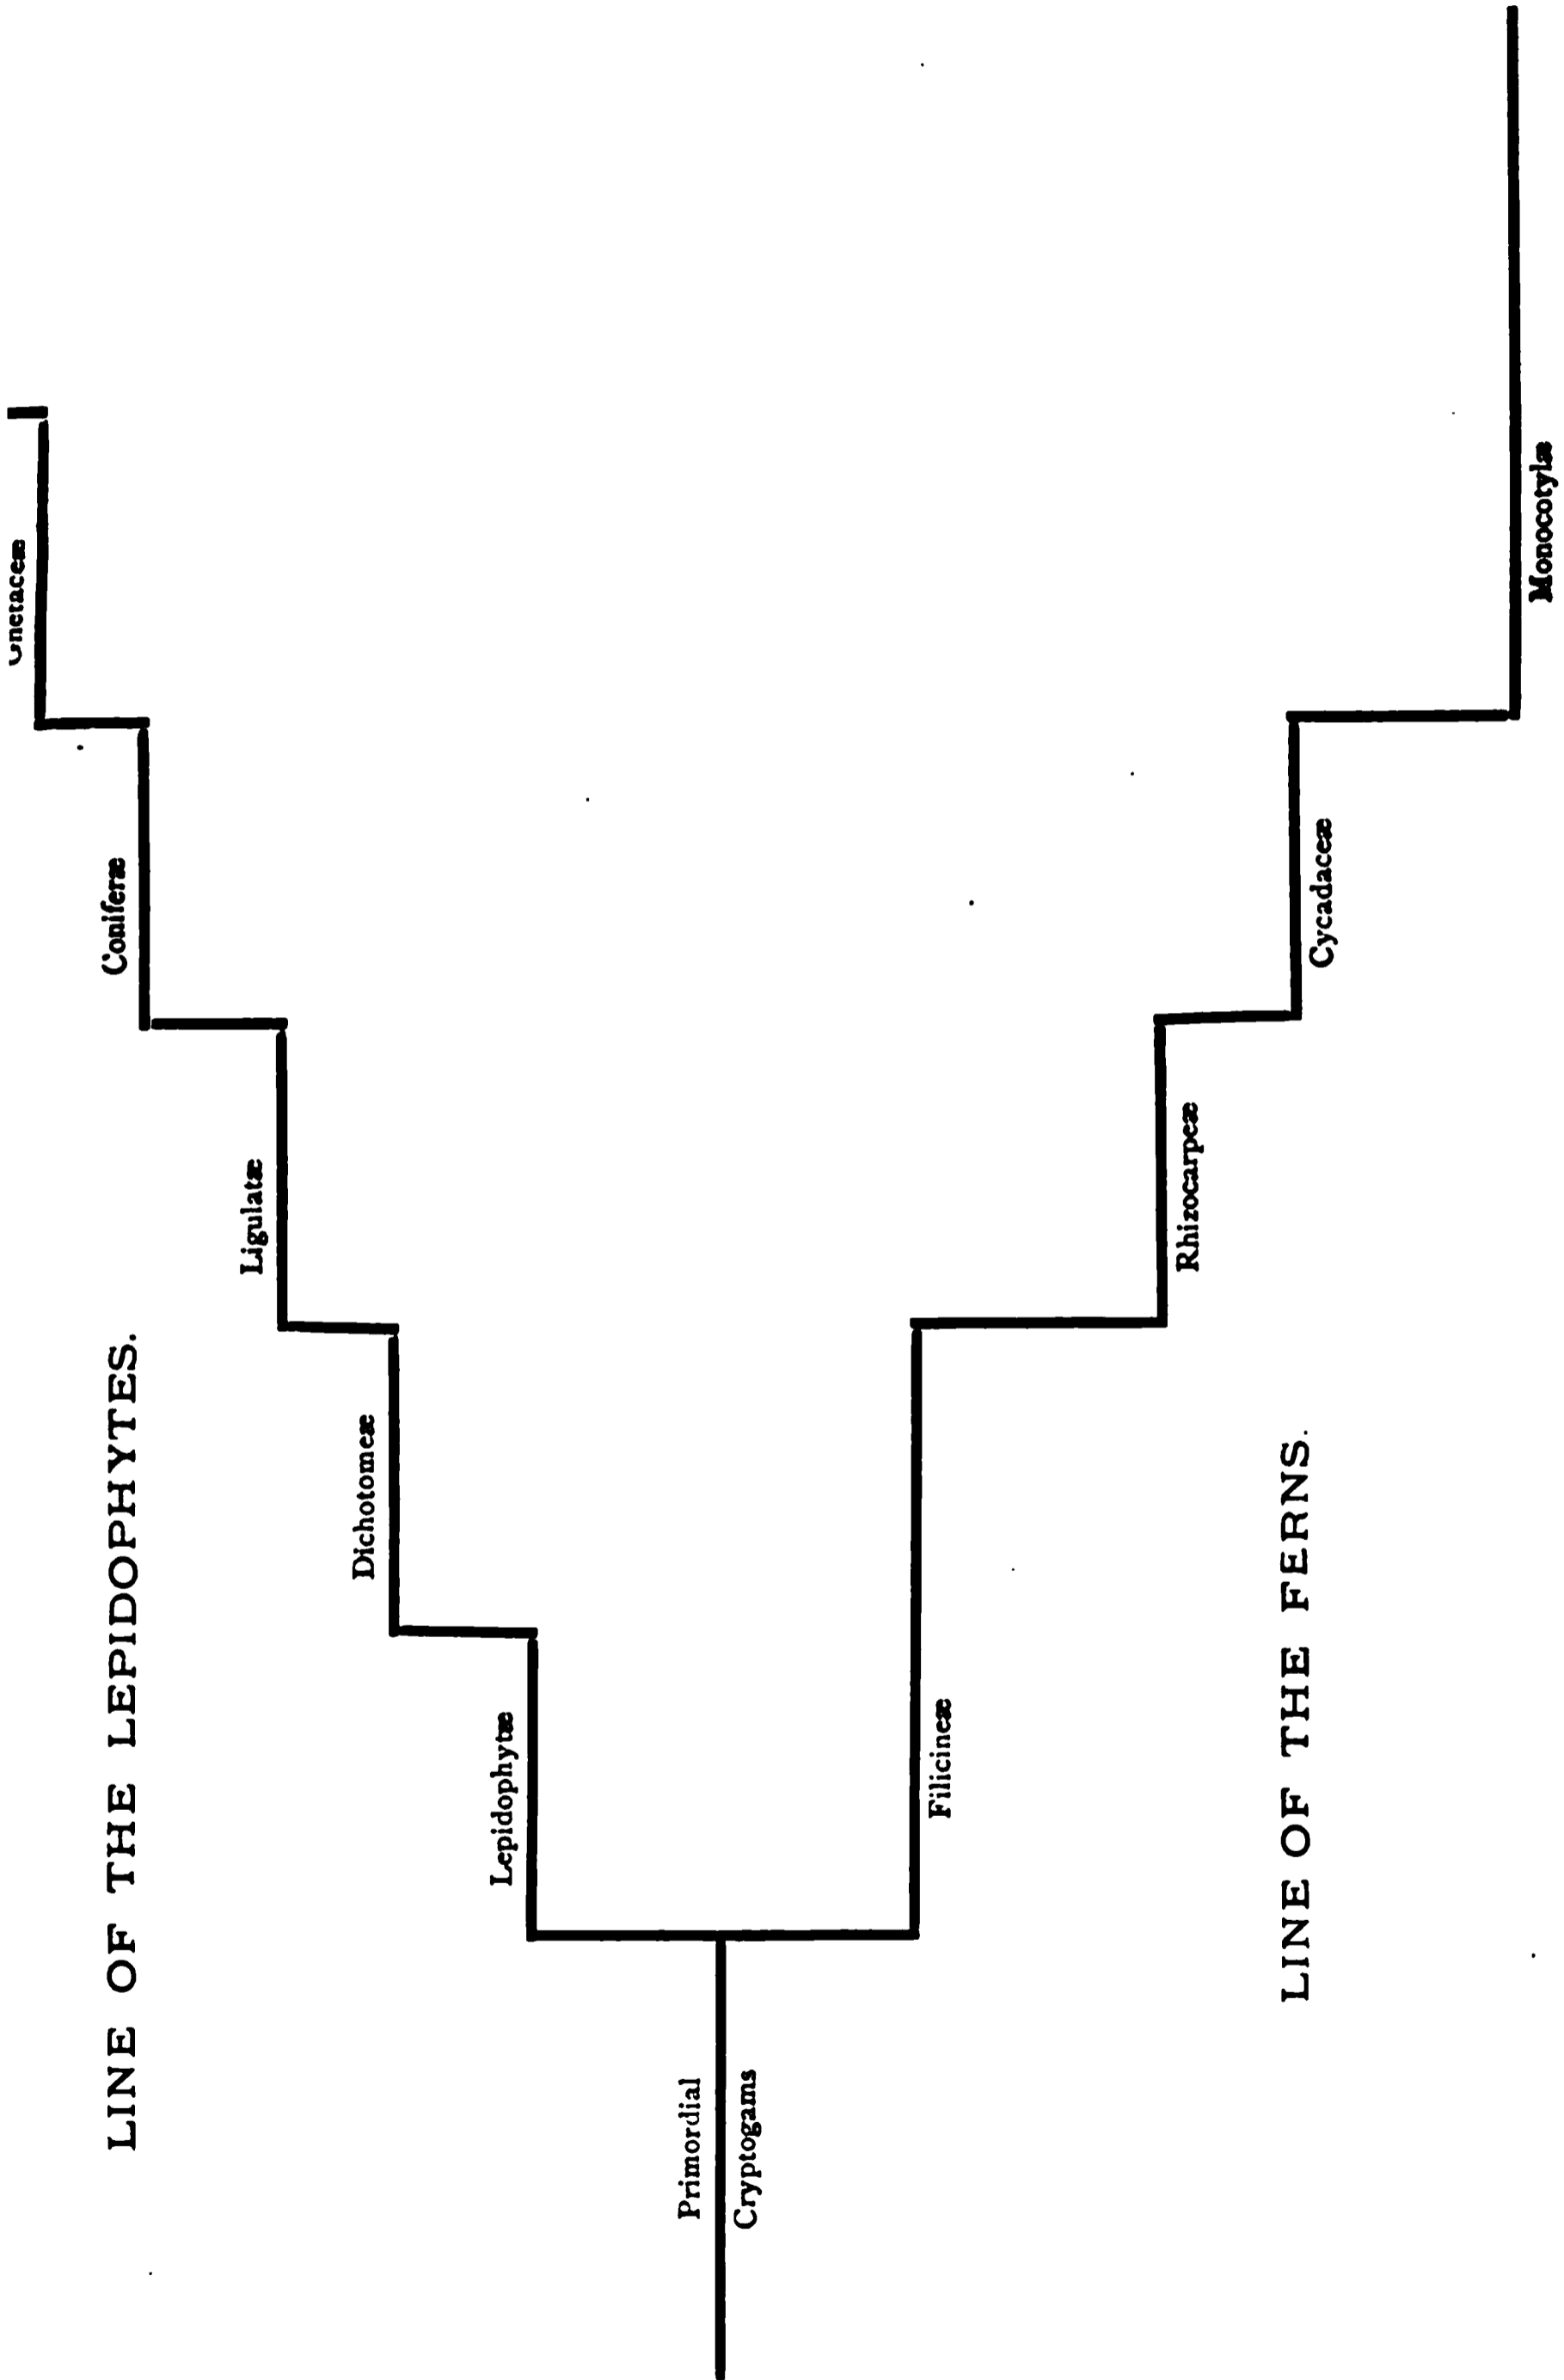 LINE OF THE LEPIDOPHYTES.
Coniferæ
Ligulatæ
Dichotomeæ
Lepidophytæ
Primordial
Cryptogams
Filicineæ
Rhizocarpeæ
Cycadaceæ
Monocotylæ
LINE OF THE FERNS.